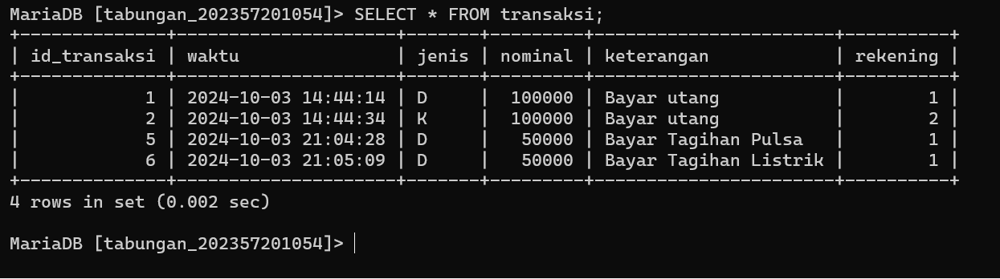 MariaDB [tabungan_202357201054]> SELECT * FROM transaksi;
+--------------+---------------------+-------+---------+-----------------------+----------+
| id_transaksi | waktu               | jenis | nominal | keterangan            | rekening |
+--------------+---------------------+-------+---------+-----------------------+----------+
|            1 | 2024-10-03 14:44:14 | D     |  100000 | Bayar utang           |        1 |
|            2 | 2024-10-03 14:44:34 | K     |  100000 | Bayar utang           |        2 |
|            5 | 2024-10-03 21:04:28 | D     |   50000 | Bayar Tagihan Pulsa   |        1 |
|            6 | 2024-10-03 21:05:09 | D     |   50000 | Bayar Tagihan Listrik |        1 |
+--------------+---------------------+-------+---------+-----------------------+----------+
4 rows in set (0.002 sec)
MariaDB [tabungan_202357201054]>